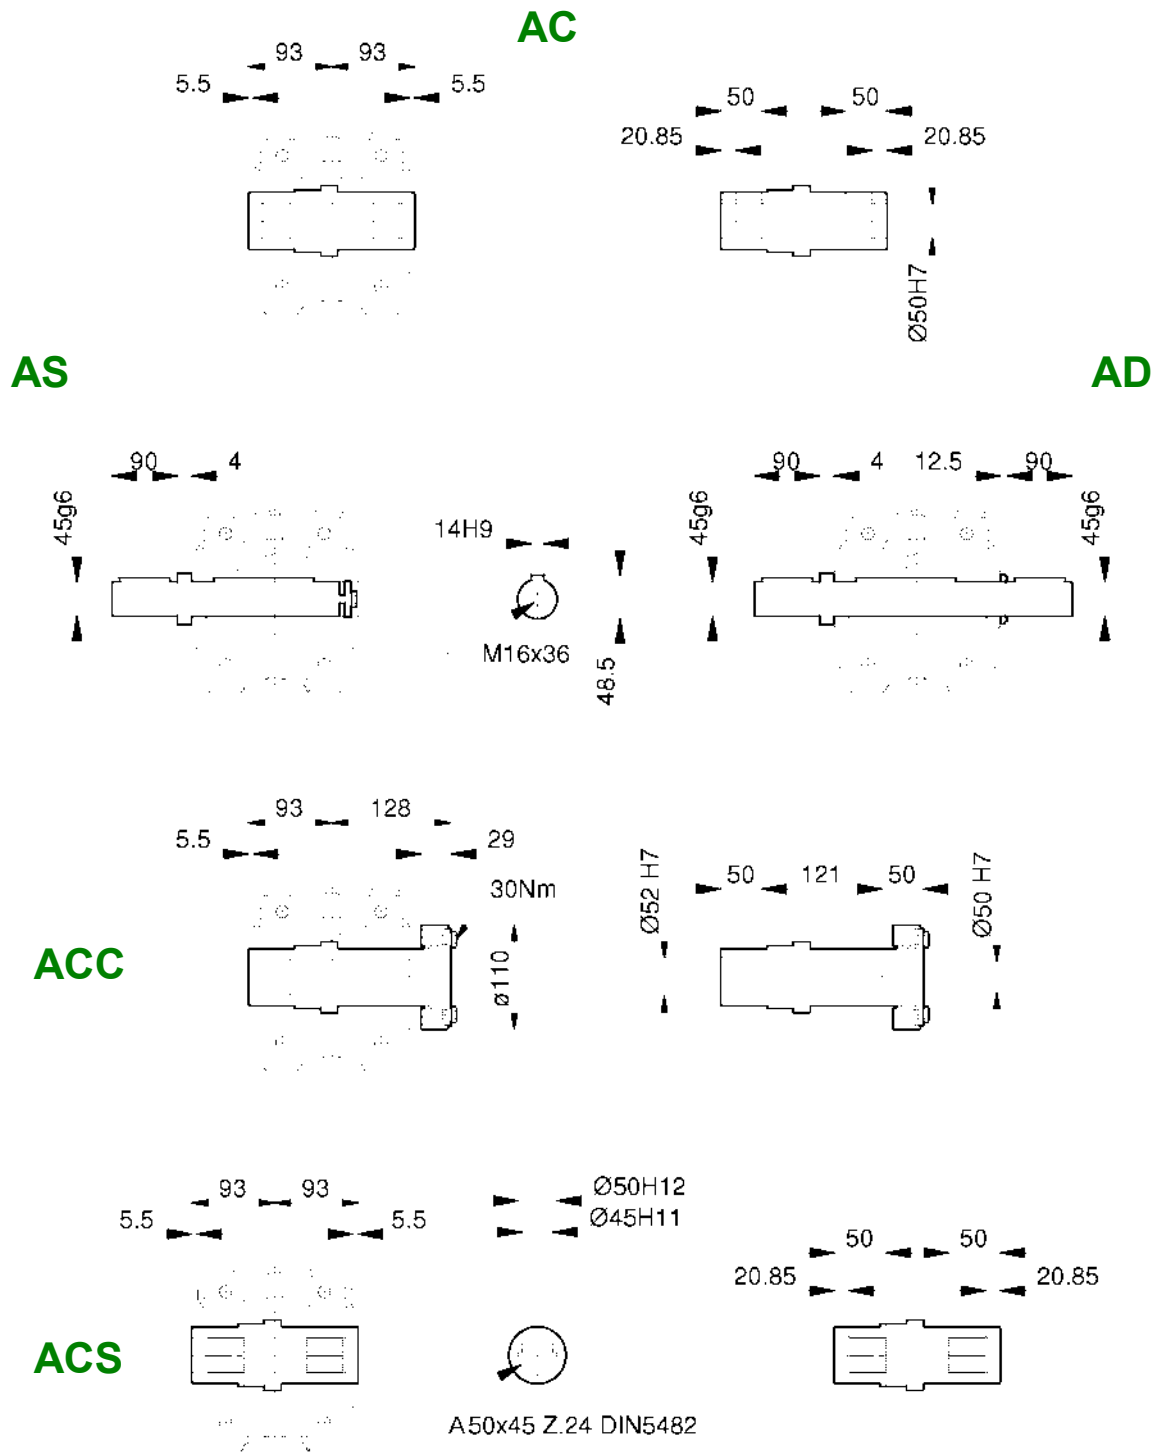 AC
93 93
5.5 5.5
50 50
20.85 20.85
Ø50H7
AS
AD
90 4
45g6
14H9
M16x36
48.5
90 4 12.5 90
45g6 45g6
93 128
5.5 29
30Nm
ø110
ACC
Ø52 H7
50 121 50
Ø50 H7
93 93
5.5 5.5
Ø50H12
Ø45H11
50 50
20.85 20.85
ACS
A50x45 Z.24 DIN5482